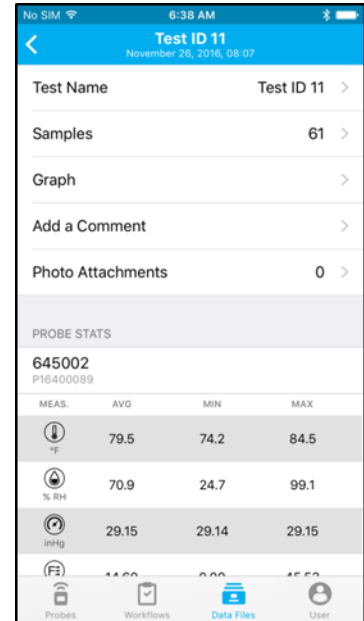 No SIM 6:38 AM
Test ID 11
November 26, 2016, 08:07
Test Name Test ID 11
Samples 61
Graph
Add a Comment
Photo Attachments 0
PROBE STATS
645002
P16400089
MEAS. AVG MIN MAX
°F 79.5 74.2 84.5
% RH 70.9 24.7 99.1
inHg 29.15 29.14 29.15
Probes Workflows Data Files User